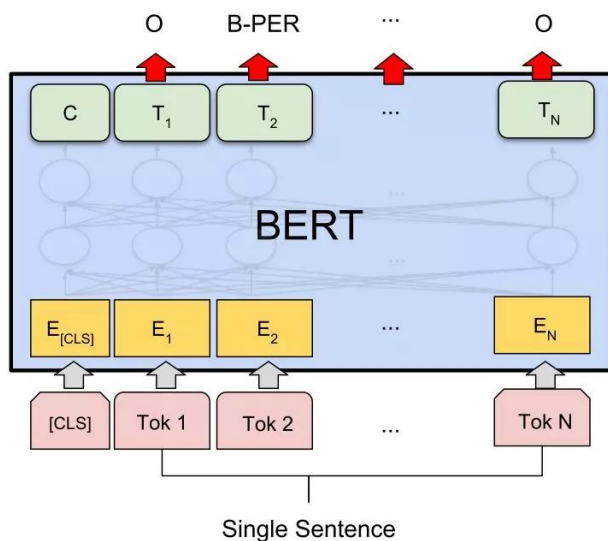 O B-PER ... O
C T1 T2 ... TN
...
BERT
...
E[CLS] E1 E2 ... EN
[CLS] Tok 1 Tok 2 ... Tok N
Single Sentence